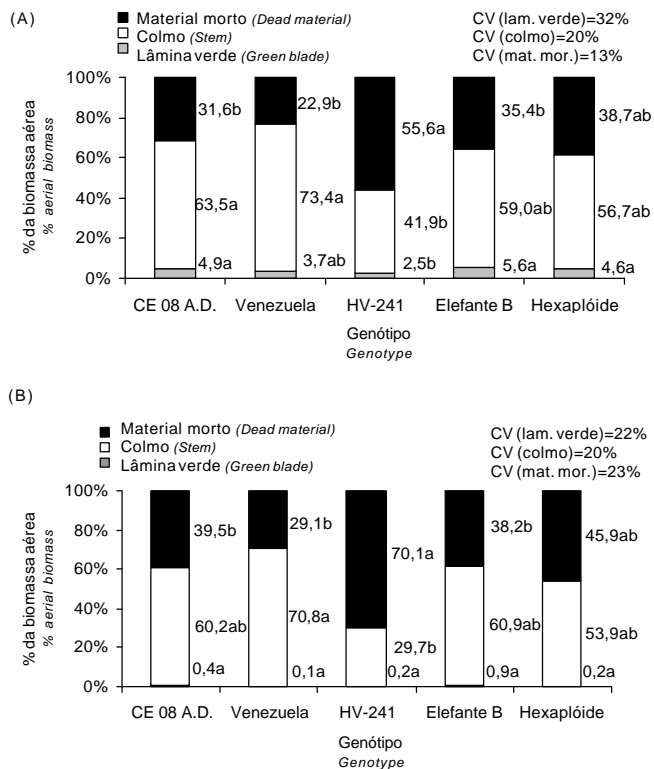 (A)
Material morto (Dead material)
Colmo (Stem)
Lâmina verde (Green blade)
CV (lam. verde)=32%
CV (colmo)=20%
CV (mat. mor.)=13%
% da biomassa aérea
% aerial biomass
100%
80%
60%
40%
20%
0%
31,6b 22,9b 55,6a 35,4b 38,7ab
63,5a 73,4a 41,9b 59,0ab 56,7ab
4,9a 3,7ab 2,5b 5,6a 4,6a
CE 08 A.D. Venezuela HV-241 Elefante B Hexaplóide
Genótipo
Genotype
(B)
Material morto (Dead material)
Colmo (Stem)
Lâmina verde (Green blade)
CV (lam. verde)=22%
CV (colmo)=20%
CV (mat. mor.)=23%
% da biomassa aérea
% aerial biomass
100%
80%
60%
40%
20%
0%
39,5b 29,1b 70,1a 38,2b 45,9ab
60,2ab 70,8a 29,7b 60,9ab 53,9ab
0,4a 0,1a 0,2a 0,9a 0,2a
CE 08 A.D. Venezuela HV-241 Elefante B Hexaplóide
Genótipo
Genotype